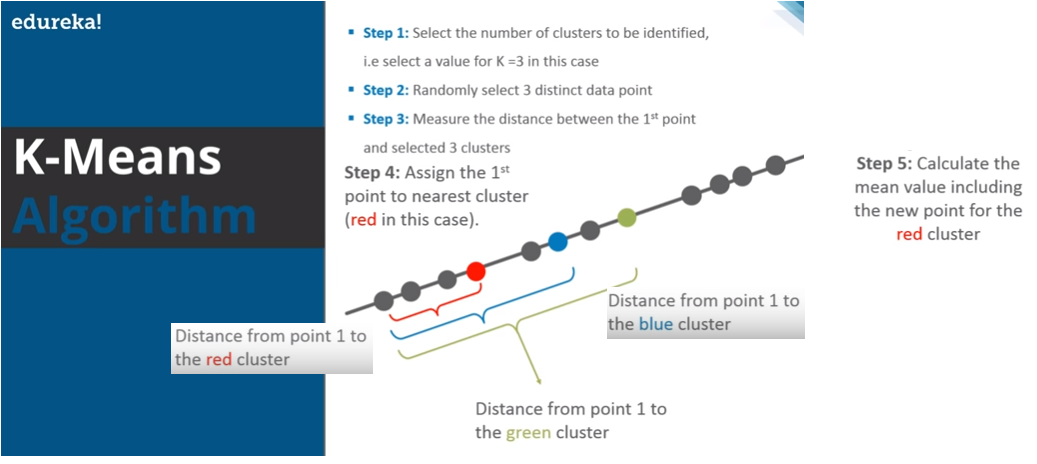 edureka!
K-Means
Algorithm
Step 1: Select the number of clusters to be identified,
i.e select a value for K =3 in this case
Step 2: Randomly select 3 distinct data point
Step 3: Measure the distance between the 1st point
and selected 3 clusters
Step 4: Assign the 1st
point to nearest cluster
(red in this case).
Step 5: Calculate the
mean value including
the new point for the
red cluster
Distance from point 1 to
the red cluster
Distance from point 1 to
the blue cluster
Distance from point 1 to
the green cluster